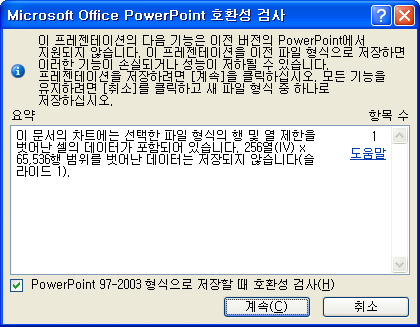 Microsoft Office PowerPoint 호환성 검사
이 프레젠테이션의 다음 기능은 이전 버전의 PowerPoint에서
지원되지 않습니다. 이 프레젠테이션을 이전 파일 형식으로 저장하면
이러한 기능이 손실되거나 성능이 저하될 수 있습니다.
프레젠테이션을 저장하려면 [계속]을 클릭하십시오. 모든 기능을
유지하려면 [취소]를 클릭하고 새 파일 형식 중 하나로
저장하십시오.
요약 항목 수
이 문서의 차트에는 선택한 파일 형식의 행 및 열 제한을 1
벗어난 셀의 데이터가 포함되어 있습니다. 256열(IV) x 도움말
65,536행 범위를 벗어난 데이터는 저장되지 않습니다(슬
라이드 1).
PowerPoint 97-2003 형식으로 저장할 때 호환성 검사(H)
계속(C) 취소